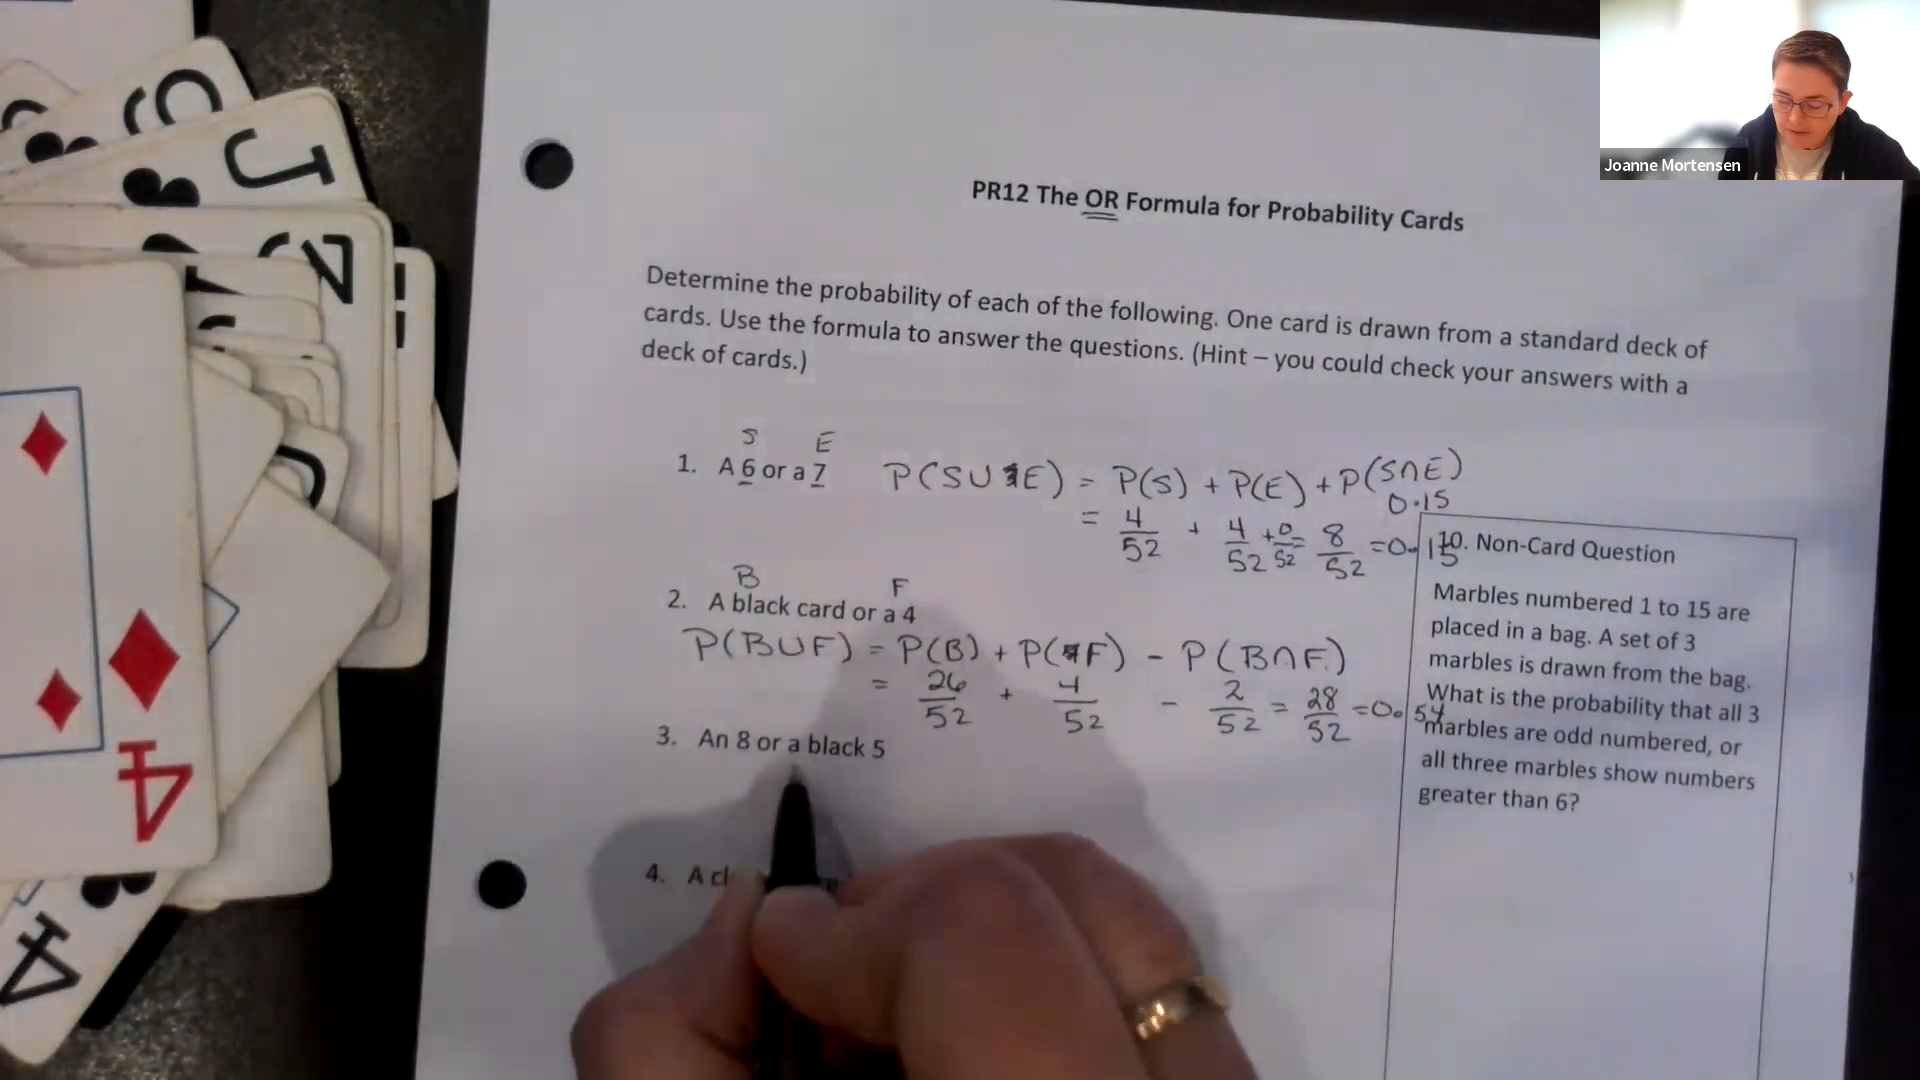 Joanne Mortensen
PR12 The OR Formula for Probability Cards
Determine the probability of each of the following. One card is drawn from a standard deck of
cards. Use the formula to answer the questions. (Hint – you could check your answers with a
deck of cards.)
S E
1. A 6 or a 7 P(S∪E) = P(S) + P(E) + P(S∩E)
0.15
= 4/52 + 4/52 + 0/52 = 8/52 = 0.15
B F
2. A black card or a 4
P(B∪F) = P(B) + P(F) - P(B∩F)
= 26/52 + 4/52 - 2/52 = 28/52 = 0.54
3. An 8 or a black 5
4. A cl
10. Non-Card Question
Marbles numbered 1 to 15 are
placed in a bag. A set of 3
marbles is drawn from the bag.
What is the probability that all 3
marbles are odd numbered, or
all three marbles show numbers
greater than 6?
J
4
4